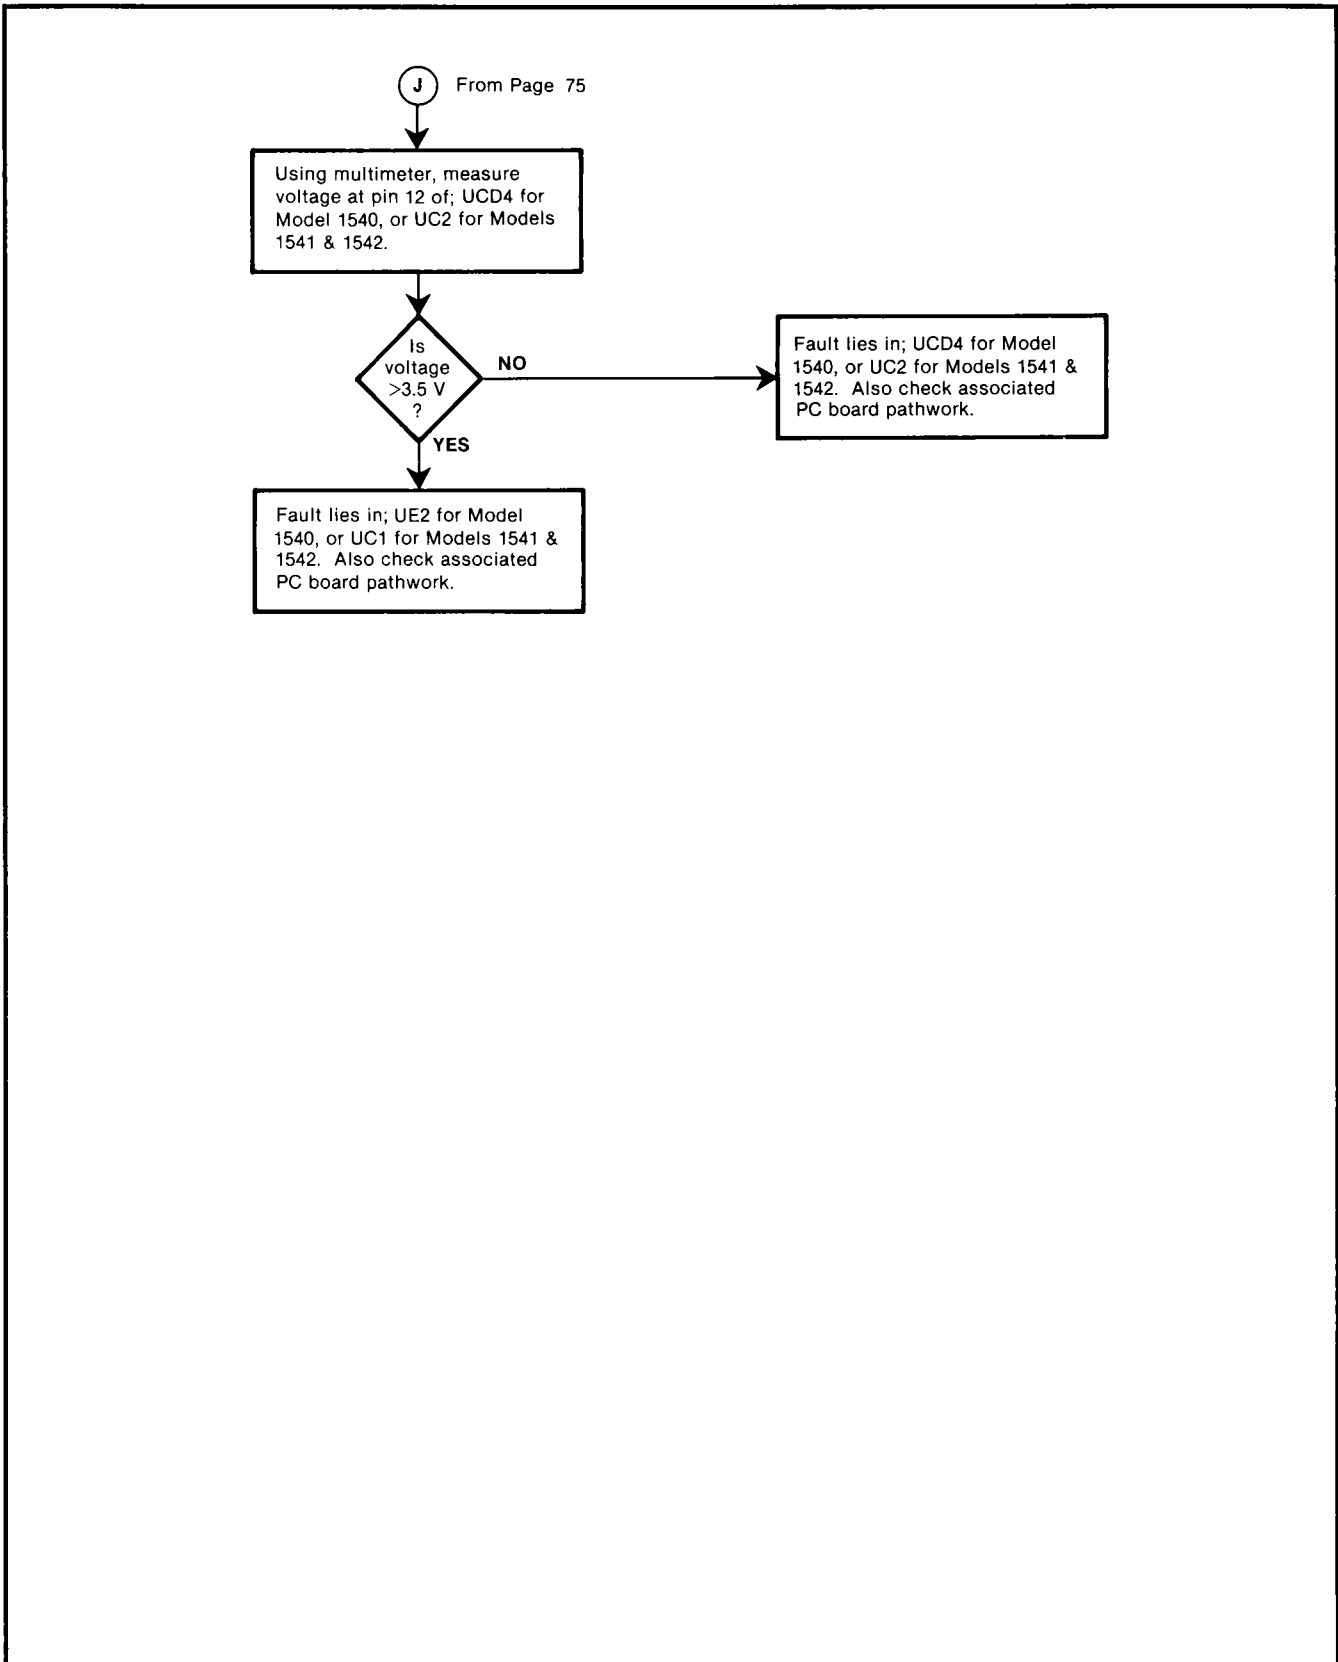 J From Page 75
Using multimeter, measure
voltage at pin 12 of; UCD4 for
Model 1540, or UC2 for Models
1541 & 1542.
Is
voltage
>3.5 V
?
NO
Fault lies in; UCD4 for Model
1540, or UC2 for Models 1541 &
1542. Also check associated
PC board pathwork.
YES
Fault lies in; UE2 for Model
1540, or UC1 for Models 1541 &
1542. Also check associated
PC board pathwork.